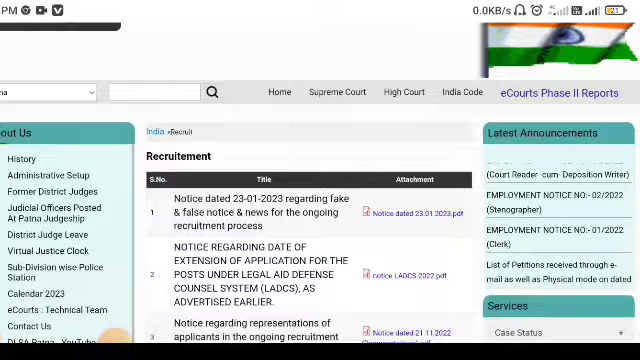 PM
0.0KB/s
21
na
Home Supreme Court High Court India Code eCourts Phase II Reports
out Us
History
Administrative Setup
Former District Judges
Judicial Officers Posted
At Patna Judgeship
District Judge Leave
Virtual Justice Clock
Sub-Division wise Police
Station
Calendar 2023
eCourts : Technical Team
Contact Us
DLSA Patna - YouTube
India »Recruit
Recruitement
S.No. Title Attachment
1 Notice dated 23-01-2023 regarding fake
& false notice & news for the ongoing
recruitment process
Notice dated 23.01.2023.pdf
2 NOTICE REGARDING DATE OF
EXTENSION OF APPLICATION FOR THE
POSTS UNDER LEGAL AID DEFENSE
COUNSEL SYSTEM (LADCS), AS
ADVERTISED EARLIER.
notice LADCS-2022.pdf
3 Notice regarding representations of
applicants in the ongoing recruitment
Notice dated 21.11.2022
(Representations).pdf
Latest Announcements
(Court Reader -cum- Deposition Writer)
EMPLOYMENT NOTICE NO:- 02/2022
(Stenographer)
EMPLOYMENT NOTICE NO:- 01/2022
(Clerk)
List of Petitions received through e-
mail as well as Physical mode on dated
Services
Case Status